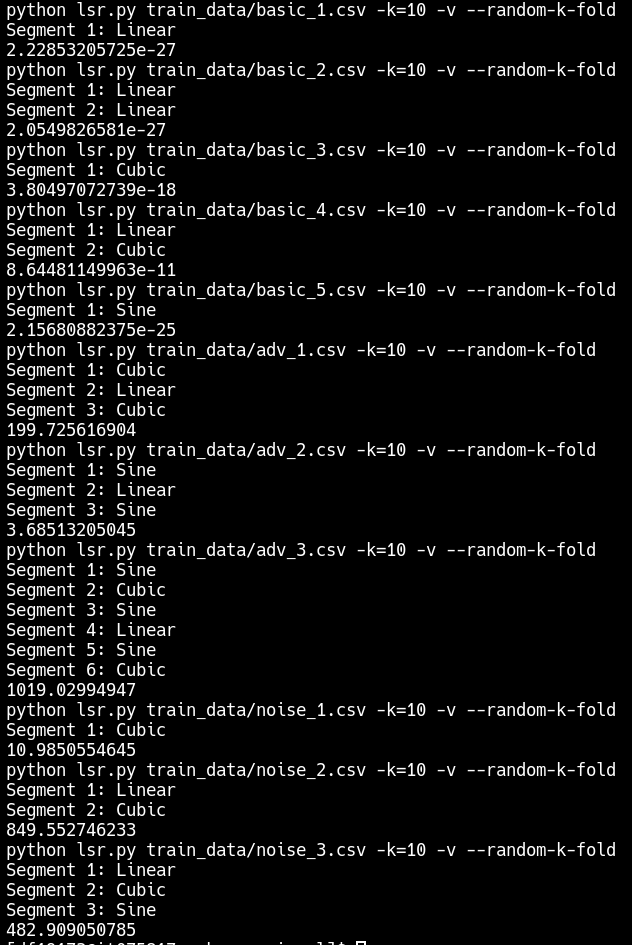 python lsr.py train_data/basic_1.csv -k=10 -v --random-k-fold
Segment 1: Linear
2.22853205725e-27
python lsr.py train_data/basic_2.csv -k=10 -v --random-k-fold
Segment 1: Linear
Segment 2: Linear
2.0549826581e-27
python lsr.py train_data/basic_3.csv -k=10 -v --random-k-fold
Segment 1: Cubic
3.80497072739e-18
python lsr.py train_data/basic_4.csv -k=10 -v --random-k-fold
Segment 1: Linear
Segment 2: Cubic
8.64481149963e-11
python lsr.py train_data/basic_5.csv -k=10 -v --random-k-fold
Segment 1: Sine
2.15680882375e-25
python lsr.py train_data/adv_1.csv -k=10 -v --random-k-fold
Segment 1: Cubic
Segment 2: Linear
Segment 3: Cubic
199.725616904
python lsr.py train_data/adv_2.csv -k=10 -v --random-k-fold
Segment 1: Sine
Segment 2: Linear
Segment 3: Sine
3.68513205045
python lsr.py train_data/adv_3.csv -k=10 -v --random-k-fold
Segment 1: Sine
Segment 2: Cubic
Segment 3: Sine
Segment 4: Linear
Segment 5: Sine
Segment 6: Cubic
1019.02994947
python lsr.py train_data/noise_1.csv -k=10 -v --random-k-fold
Segment 1: Cubic
10.9850554645
python lsr.py train_data/noise_2.csv -k=10 -v --random-k-fold
Segment 1: Linear
Segment 2: Cubic
849.552746233
python lsr.py train_data/noise_3.csv -k=10 -v --random-k-fold
Segment 1: Linear
Segment 2: Cubic
Segment 3: Sine
482.909050785